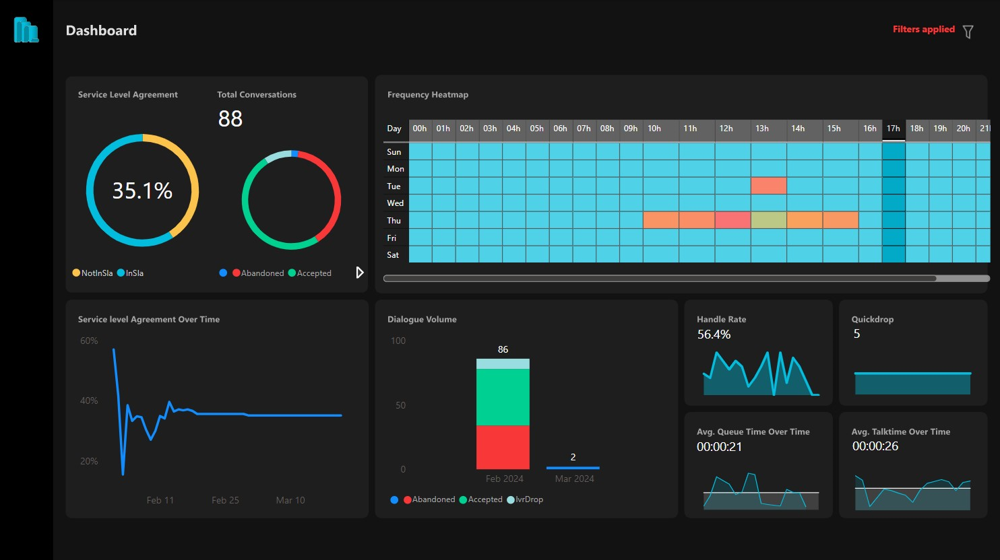 Dashboard
Filters applied
Service Level Agreement
Total Conversations
88
35.1%
NotInSla InSla
Abandoned Accepted
Frequency Heatmap
Day 00h 01h 02h 03h 04h 05h 06h 07h 08h 09h 10h 11h 12h 13h 14h 15h 16h 17h 18h 19h 20h 21
Sun
Mon
Tue
Wed
Thu
Fri
Sat
Service level Agreement Over Time
60%
40%
20%
Feb 11 Feb 25 Mar 10
Dialogue Volume
100
86
50
2
0
Feb 2024 Mar 2024
Abandoned Accepted IvrDrop
Handle Rate
56.4%
Quickdrop
5
Avg. Queue Time Over Time
00:00:21
Avg. Talktime Over Time
00:00:26